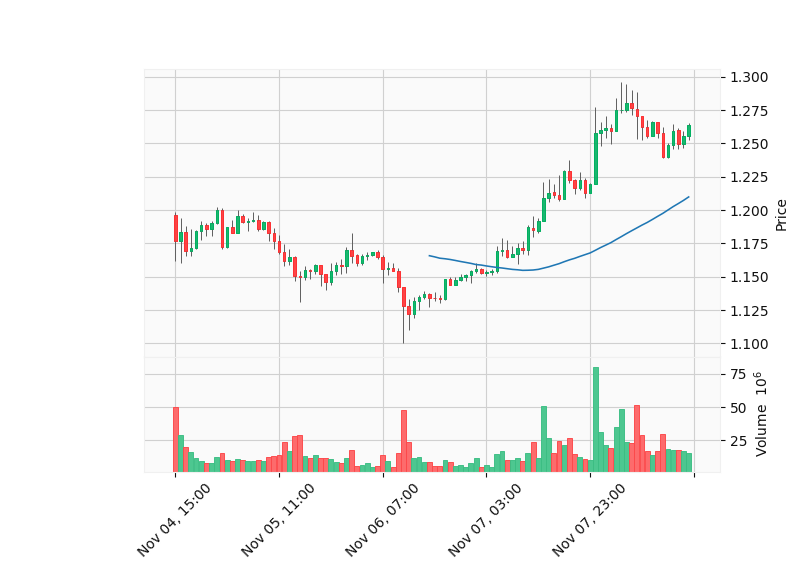 1.300
1.275
1.250
1.225
1.200
1.175
1.150
1.125
1.100
Price
75
50
25
Volume 10⁶
Nov 04, 15:00
Nov 05, 11:00
Nov 06, 07:00
Nov 07, 03:00
Nov 07, 23:00